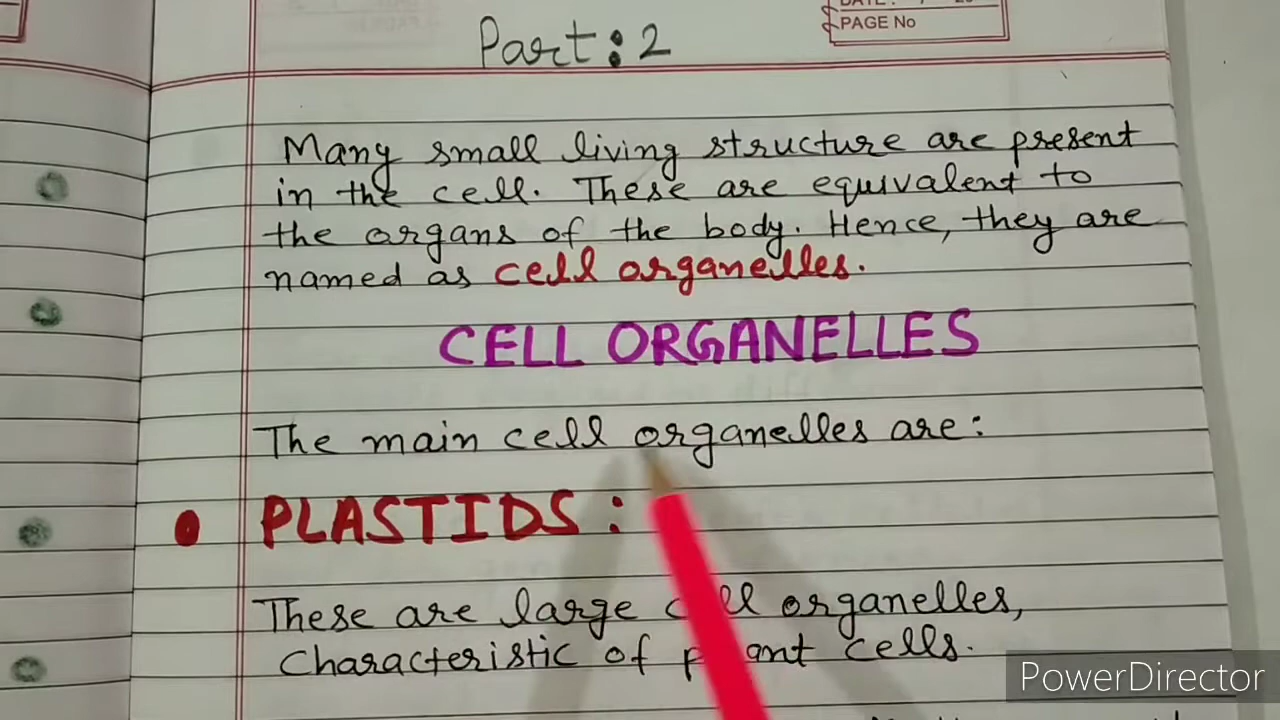 PAGE No
Part: 2
Many small living structure are present
in the cell. These are equivalent to
the organs of the body. Hence, they are
named as cell organelles.
CELL ORGANELLES
The main cell organelles are:
• PLASTIDS:
These are large cell organelles,
Characteristic of plant cells.
PowerDirector